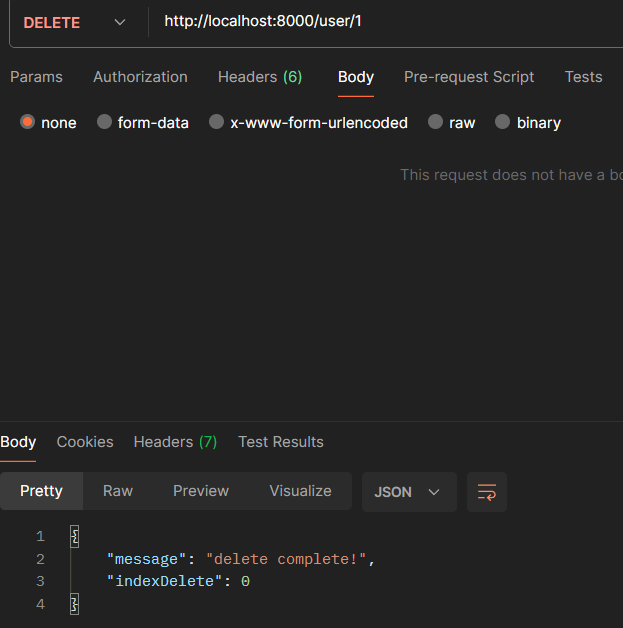 DELETE http://localhost:8000/user/1
Params Authorization Headers (6) Body Pre-request Script Tests
none form-data x-www-form-urlencoded raw binary
This request does not have a
Body Cookies Headers (7) Test Results
Pretty Raw Preview Visualize JSON
1 {
2 "message": "delete complete!",
3 "indexDelete": 0
4 }